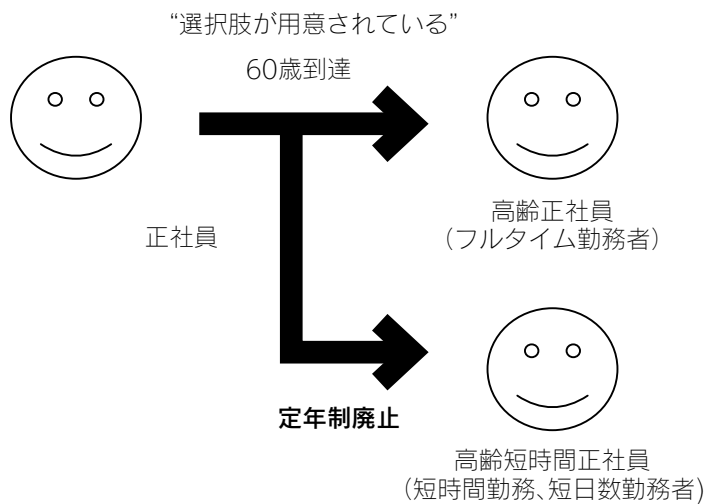 “選択肢が用意されている”
60歳到達
正社員
高齢正社員
（フルタイム勤務者）
定年制廃止
高齢短時間正社員
（短時間勤務、短日数勤務者)